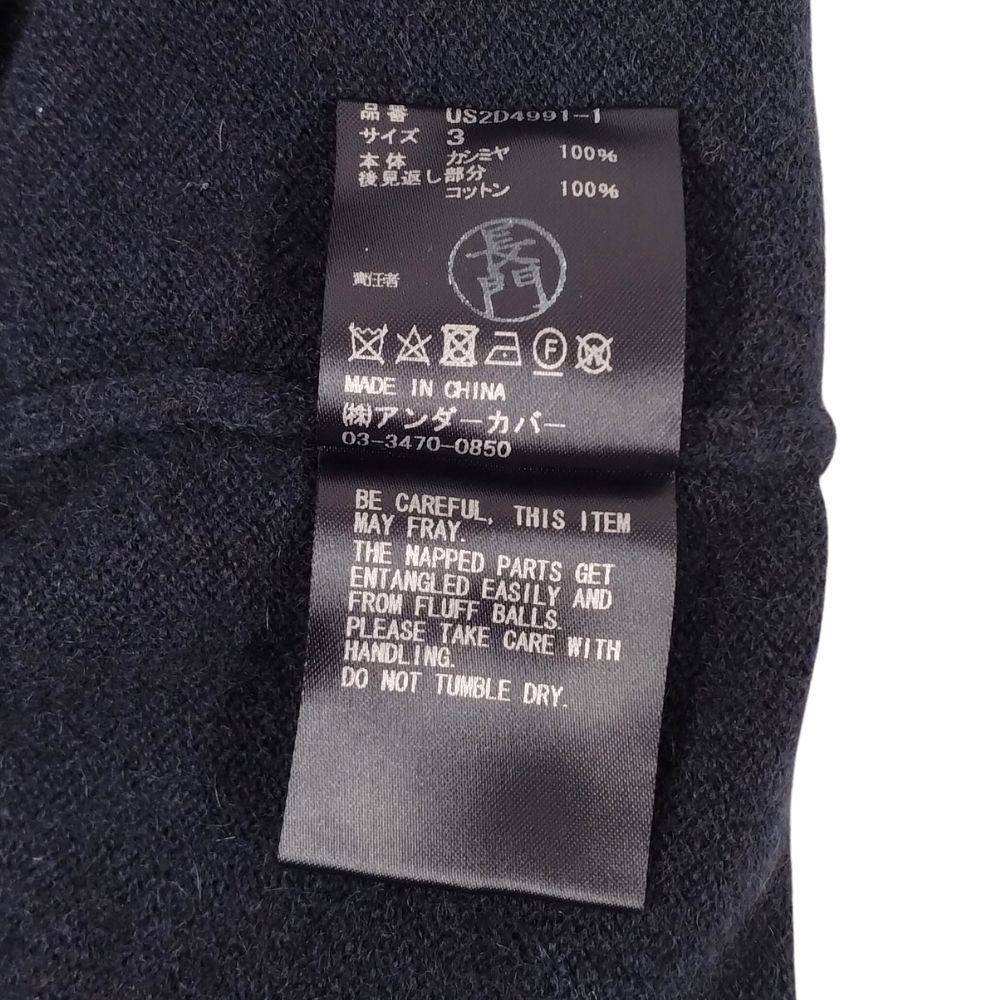 品番 US2D4991-1
サイズ 3
本体 カシミヤ 100%
後見返し部分
コットン 100%
長門
責任者
MADE IN CHINA
㈱アンダーカバー
03-3470-0850
BE CAREFUL, THIS ITEM
MAY FRAY.
THE NAPPED PARTS GET
ENTANGLED EASILY AND
FROM FLUFF BALLS.
PLEASE TAKE CARE WITH
HANDLING.
DO NOT TUMBLE DRY.